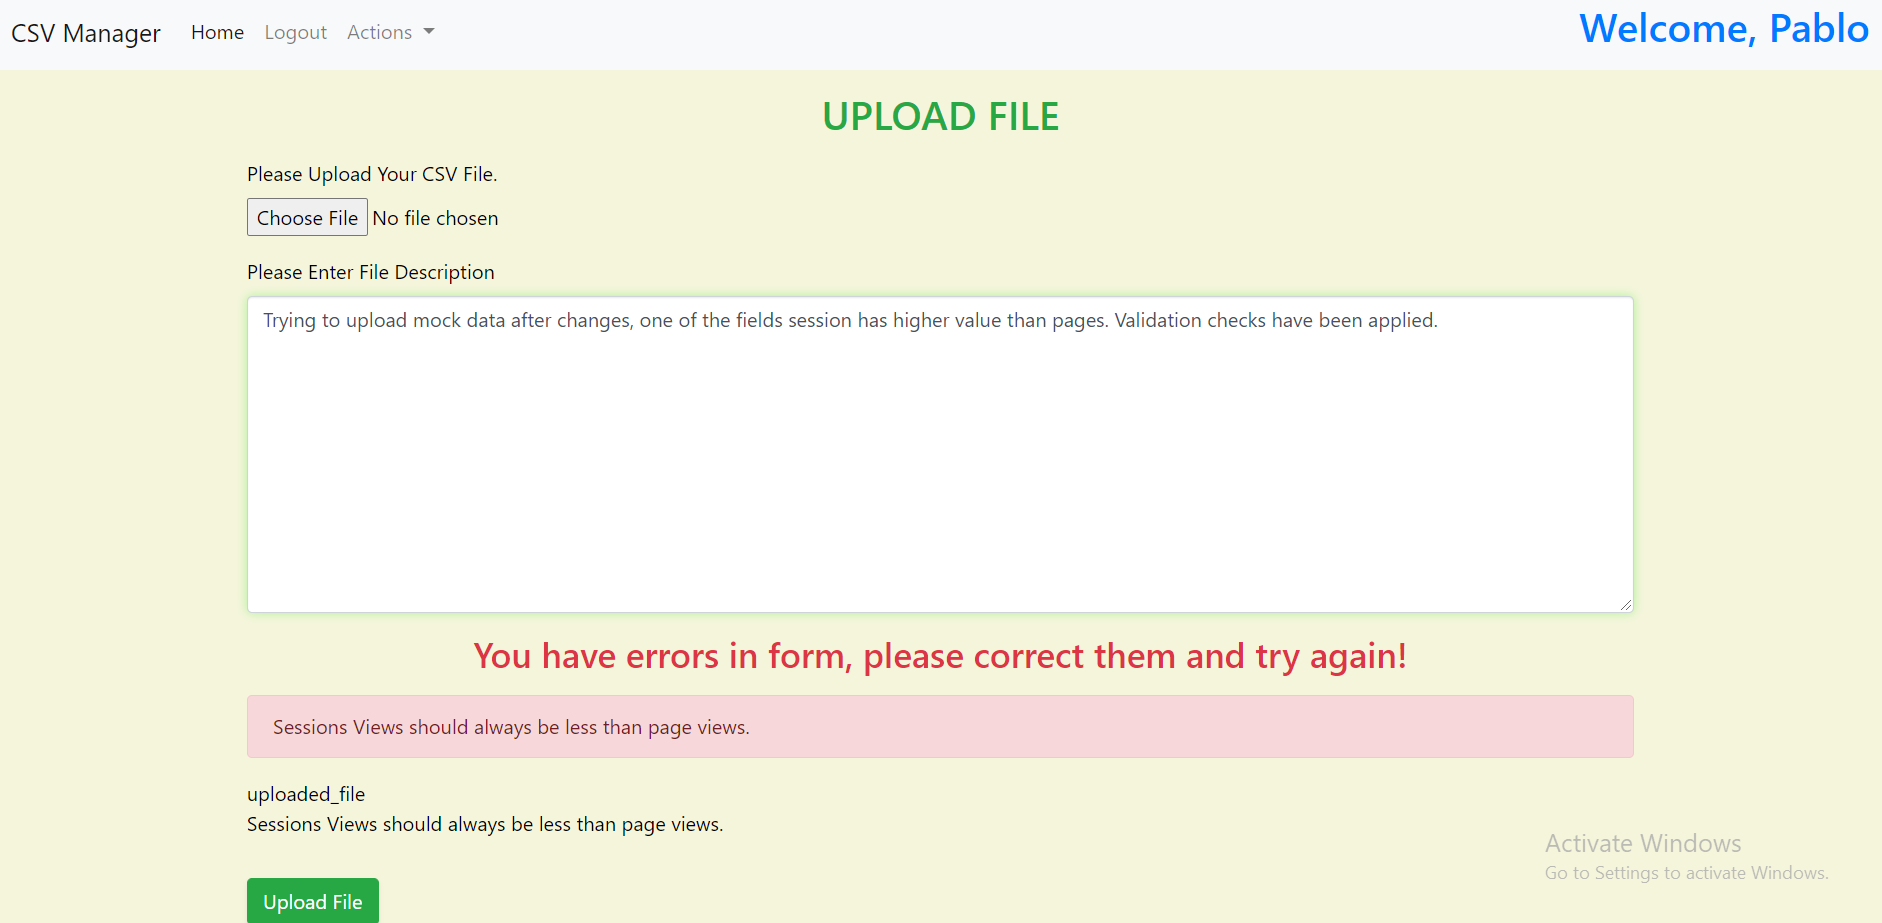 CSV Manager Home Logout Actions Welcome, Pablo
UPLOAD FILE
Please Upload Your CSV File.
Choose File No file chosen
Please Enter File Description
Trying to upload mock data after changes, one of the fields session has higher value than pages. Validation checks have been applied.
You have errors in form, please correct them and try again!
Sessions Views should always be less than page views.
uploaded_file
Sessions Views should always be less than page views.
Activate Windows
Go to Settings to activate Windows.
Upload File